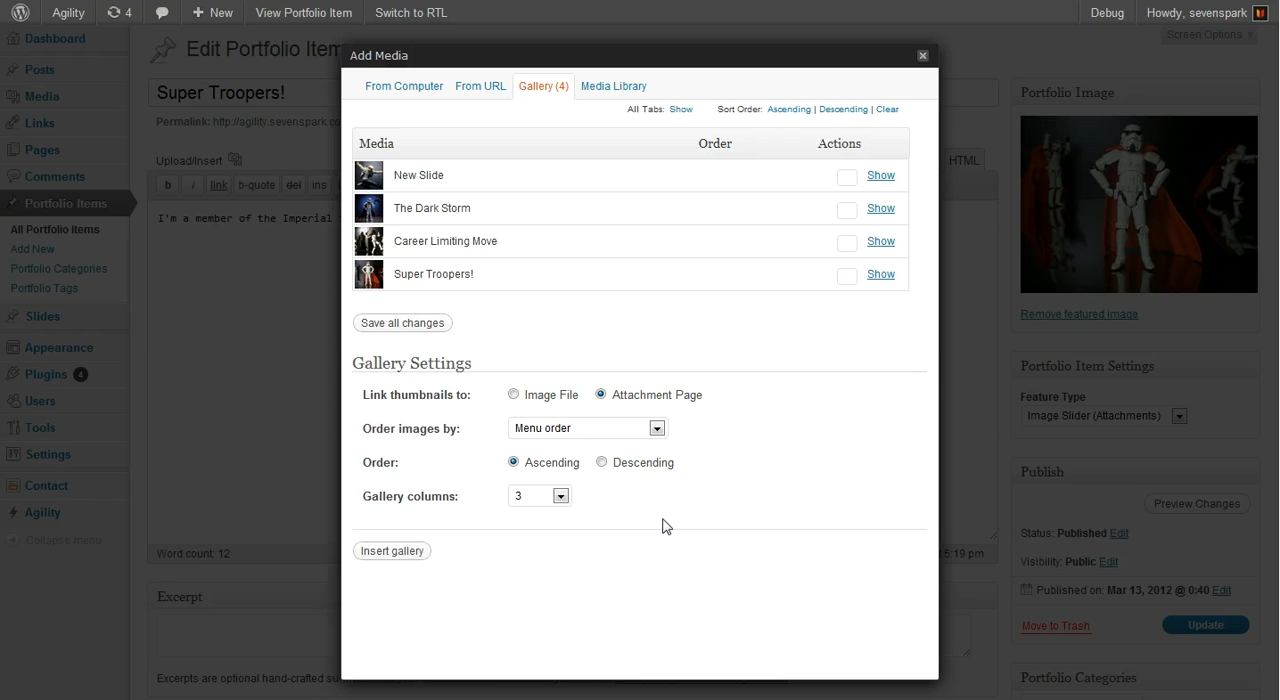 Agility 4 New View Portfolio Item Switch to RTL Debug Howdy, sevenspark
Dashboard
Posts
Media
Links
Pages
Comments
Portfolio Items
All Portfolio Items
Add New
Portfolio Categories
Portfolio Tags
Slides
Appearance
Plugins 4
Users
Tools
Settings
Contact
Agility
Collapse menu
Screen Options
Edit Portfolio Item
Super Troopers!
Permalink: http://agility.sevenspark.co
Upload/Insert
HTML
b i link b-quote del ins
I'm a member of the Imperial
Word count: 12
5:19 pm
Excerpt
Excerpts are optional hand-crafted
Add Media
From Computer From URL Gallery (4) Media Library
All Tabs: Show Sort Order: Ascending | Descending | Clear
Media Order Actions
New Slide Show
The Dark Storm Show
Career Limiting Move Show
Super Troopers! Show
Save all changes
Gallery Settings
Link thumbnails to: Image File Attachment Page
Order images by: Menu order
Order: Ascending Descending
Gallery columns: 3
Insert gallery
Portfolio Image
Remove featured image
Portfolio Item Settings
Feature Type
Image Slider (Attachments)
Publish
Preview Changes
Status: Published Edit
Visibility: Public Edit
Published on: Mar 13, 2012 @ 0:40 Edit
Move to Trash Update
Portfolio Categories